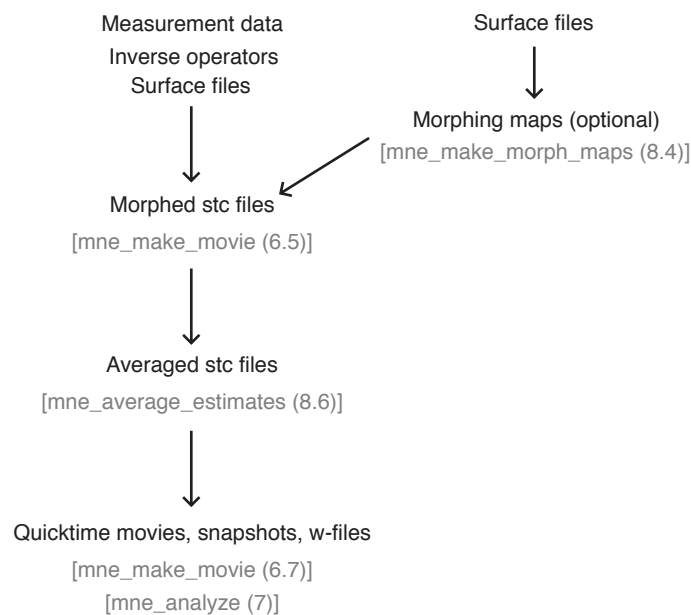 Measurement data
Inverse operators
Surface files
Surface files
Morphing maps (optional)
[mne_make_morph_maps (8.4)]
Morphed stc files
[mne_make_movie (6.5)]
Averaged stc files
[mne_average_estimates (8.6)]
Quicktime movies, snapshots, w-files
[mne_make_movie (6.7)]
[mne_analyze (7)]